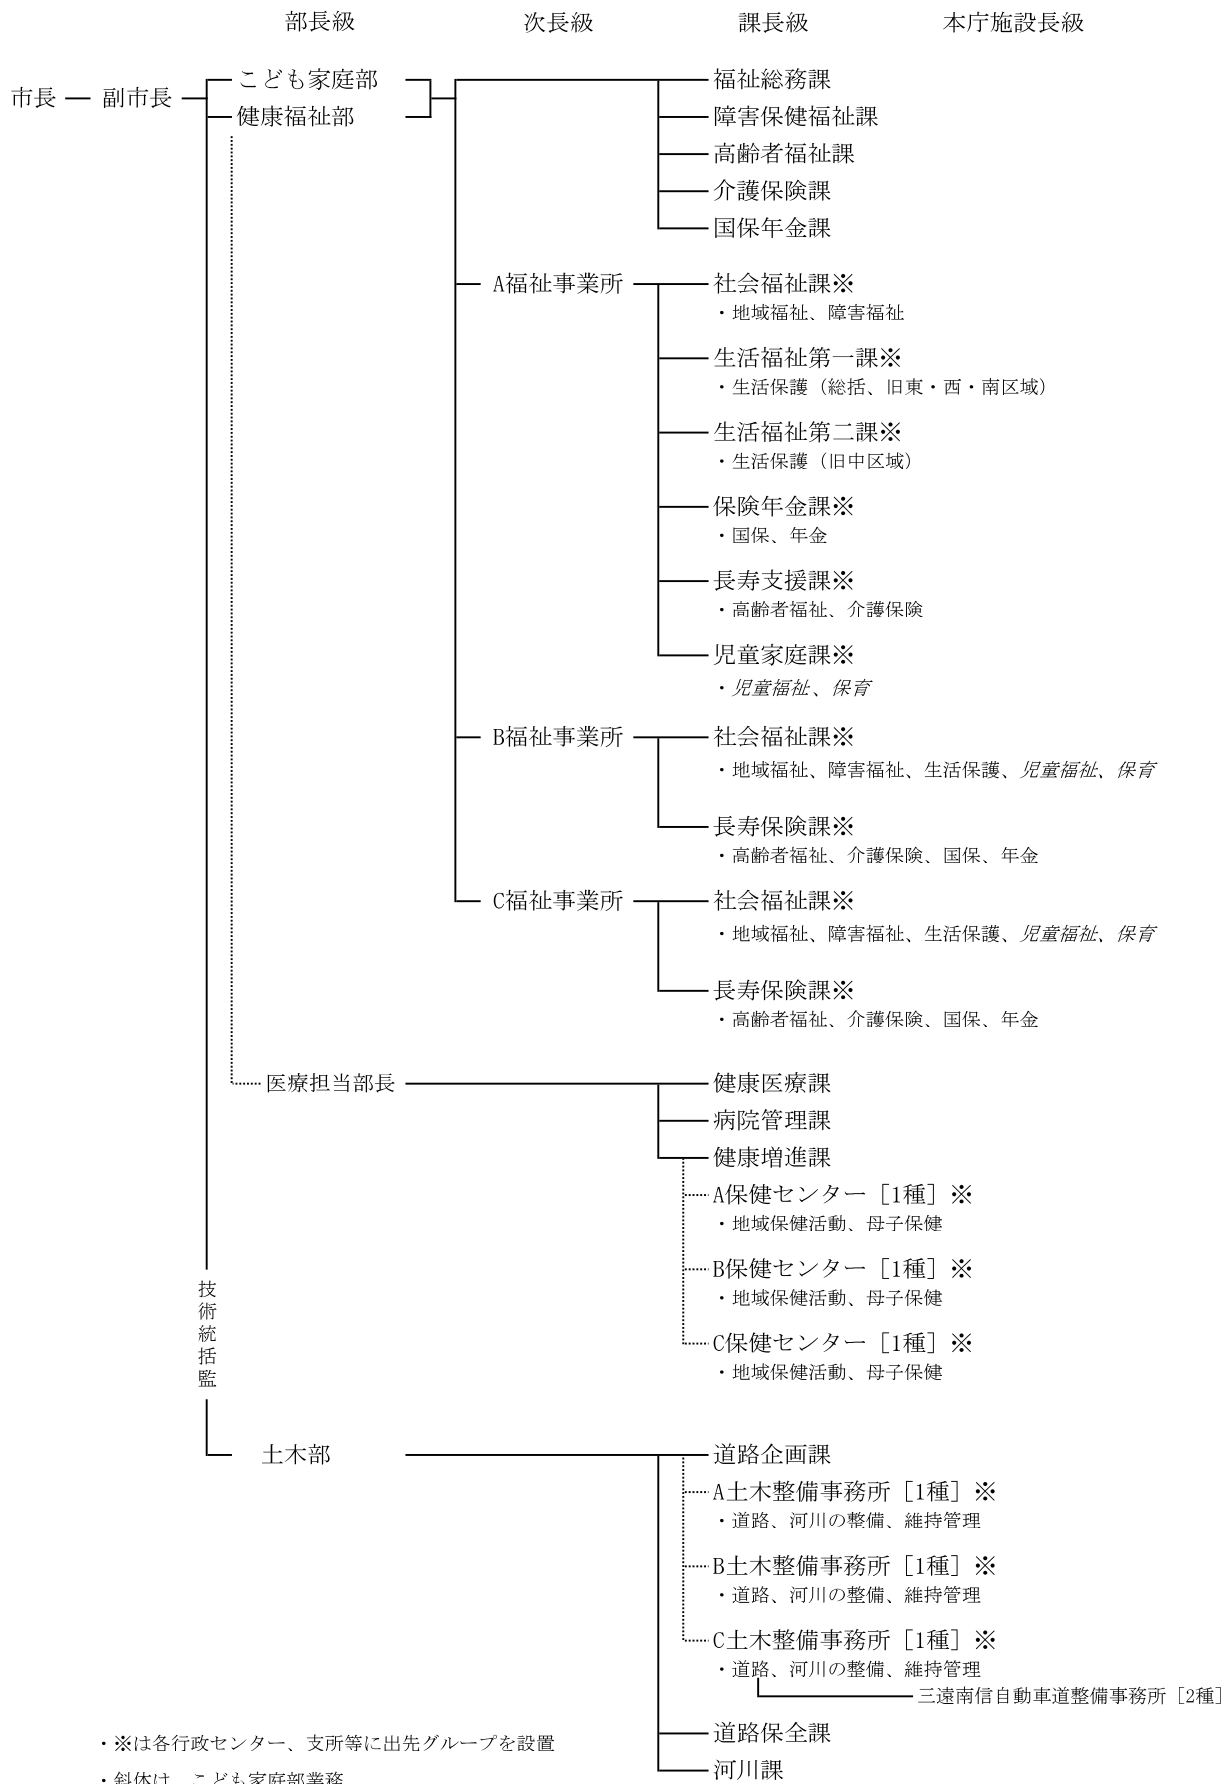 部長級 次長級 課長級 本庁施設長級
市長 副市長
こども家庭部
健康福祉部
福祉総務課
障害保健福祉課
高齢者福祉課
介護保険課
国保年金課
A福祉事業所
社会福祉課※
・地域福祉、障害福祉
生活福祉第一課※
・生活保護（総括、旧東・西・南区域）
生活福祉第二課※
・生活保護（旧中区域）
保険年金課※
・国保、年金
長寿支援課※
・高齢者福祉、介護保険
児童家庭課※
・児童福祉、保育
B福祉事業所
社会福祉課※
・地域福祉、障害福祉、生活保護、児童福祉、保育
長寿保険課※
・高齢者福祉、介護保険、国保、年金
C福祉事業所
社会福祉課※
・地域福祉、障害福祉、生活保護、児童福祉、保育
長寿保険課※
・高齢者福祉、介護保険、国保、年金
医療担当部長
健康医療課
病院管理課
健康増進課
A保健センター［1種］※
・地域保健活動、母子保健
B保健センター［1種］※
・地域保健活動、母子保健
C保健センター［1種］※
・地域保健活動、母子保健
技術統括監
土木部
道路企画課
A土木整備事務所［1種］※
・道路、河川の整備、維持管理
B土木整備事務所［1種］※
・道路、河川の整備、維持管理
C土木整備事務所［1種］※
・道路、河川の整備、維持管理
三遠南信自動車道整備事務所［2種］
道路保全課
河川課
・※は各行政センター、支所等に出先グループを設置
・斜体は、こども家庭部業務